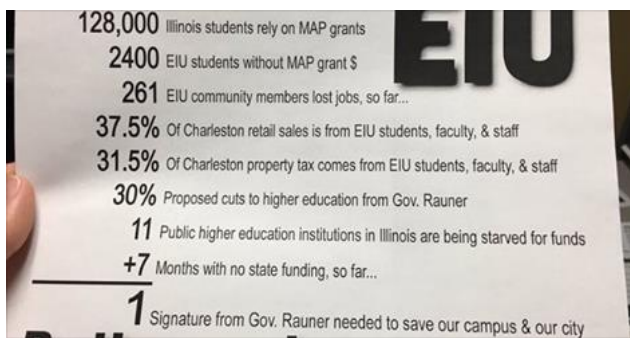 EIU
128,000 Illinois students rely on MAP grants
2400 EIU students without MAP grant $
261 EIU community members lost jobs, so far...
37.5% Of Charleston retail sales is from EIU students, faculty, & staff
31.5% Of Charleston property tax comes from EIU students, faculty, & staff
30% Proposed cuts to higher education from Gov. Rauner
11 Public higher education institutions in Illinois are being starved for funds
+7 Months with no state funding, so far...
1 Signature from Gov. Rauner needed to save our campus & our city